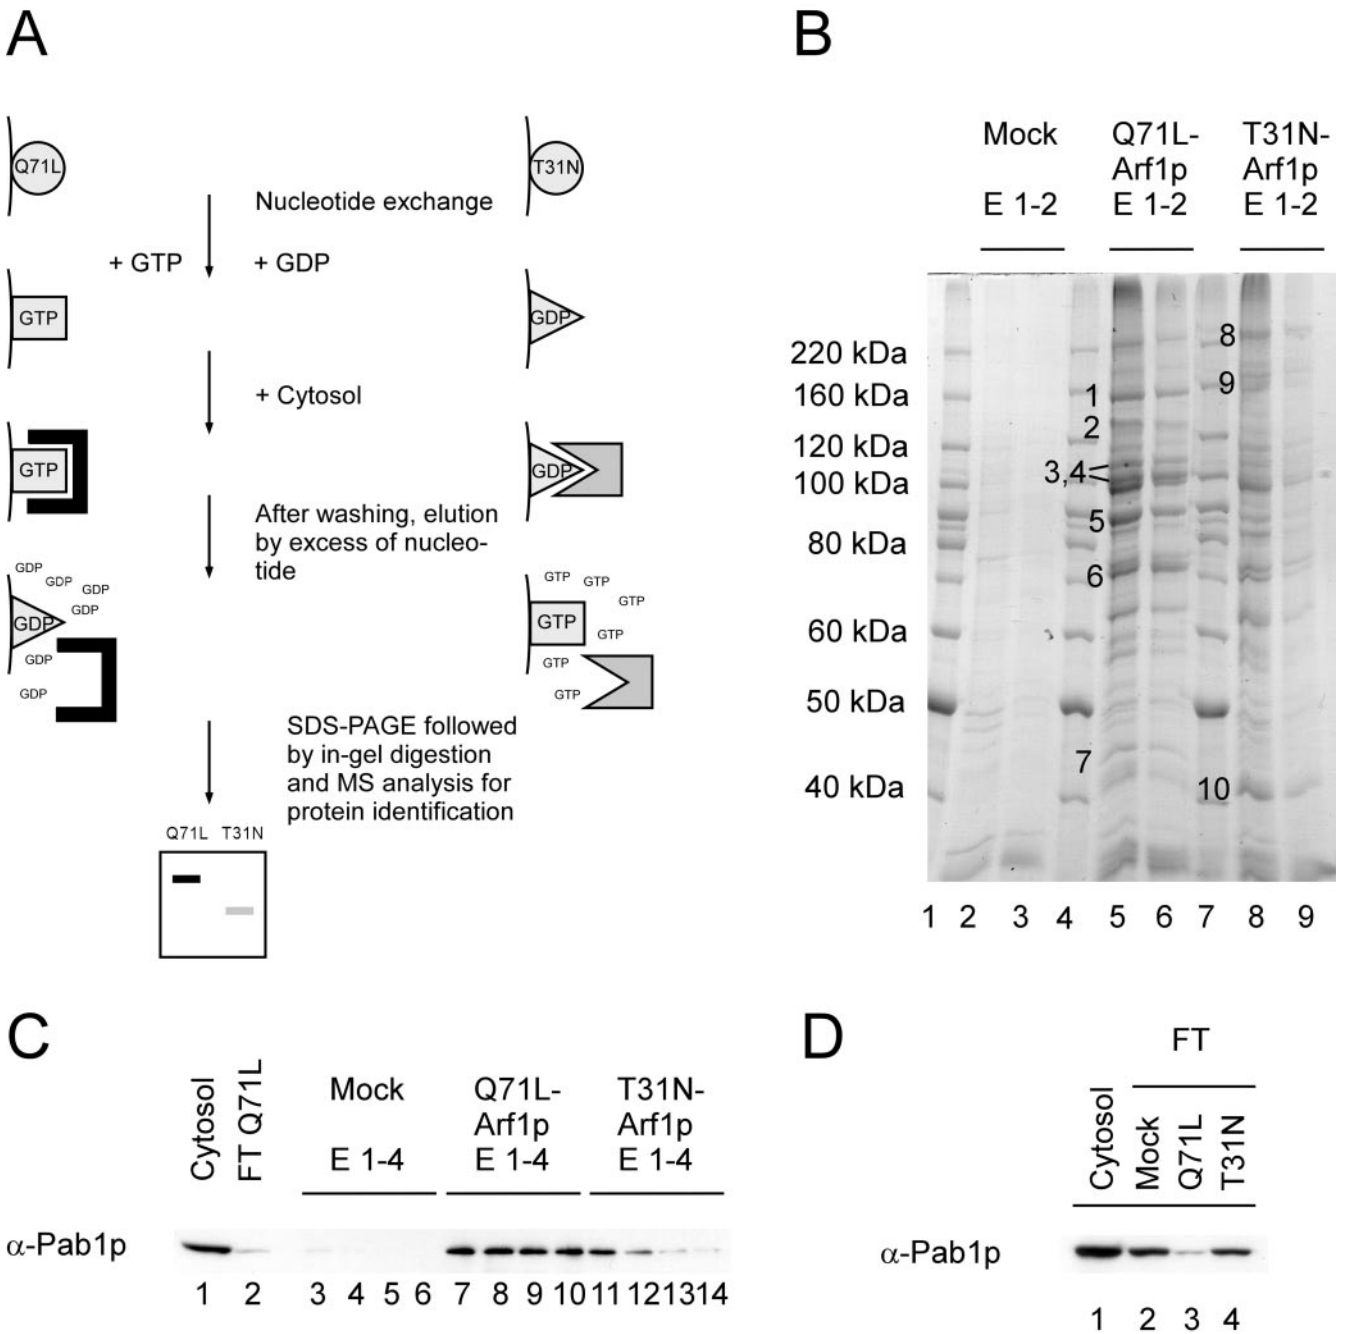 A
Q71L
T31N
Nucleotide exchange
+ GTP
+ GDP
GTP
GDP
+ Cytosol
GTP
GDP
After washing, elution
by excess of nucleo-
tide
GDP
GDP
GDP
GDP
GDP
GDP
GDP
GTP
GTP
GTP
GTP
GTP
GTP
GTP
SDS-PAGE followed
by in-gel digestion
and MS analysis for
protein identification
Q71L T31N
B
Mock
Q71L-
Arf1p
T31N-
Arf1p
E 1-2
E 1-2
E 1-2
220 kDa
160 kDa
120 kDa
100 kDa
80 kDa
60 kDa
50 kDa
40 kDa
1
2
3,4
5
6
7
8
9
10
1 2 3 4 5 6 7 8 9
C
Cytosol
FT Q71L
Mock
Q71L-
Arf1p
T31N-
Arf1p
E 1-4
E 1-4
E 1-4
α-Pab1p
1 2 3 4 5 6 7 8 9 10 11 12 13 14
D
FT
Cytosol
Mock
Q71L
T31N
α-Pab1p
1 2 3 4